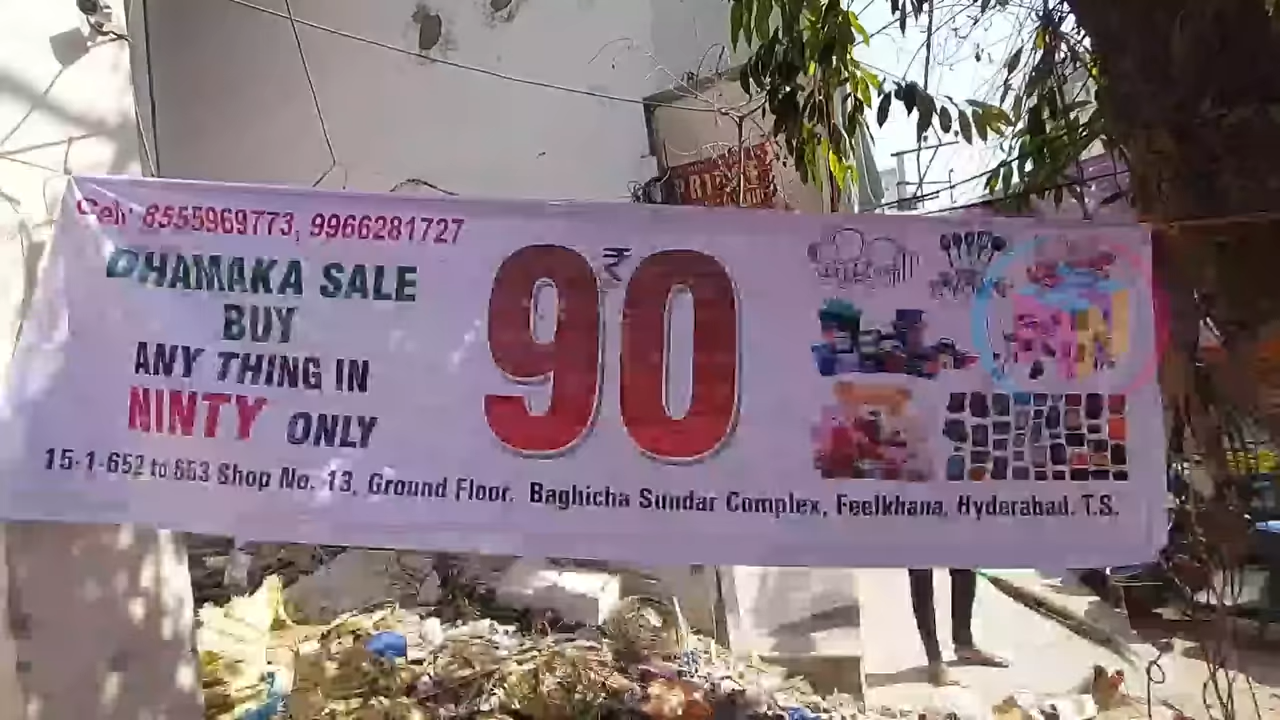 Cell: 8555969773, 9966281727
DHAMAKA SALE
BUY
ANY THING IN
NINTY ONLY
₹
90
15-1-652 to 653 Shop No. 13, Ground Floor, Baghicha Sundar Complex, Feelkhana, Hyderabad. T.S.